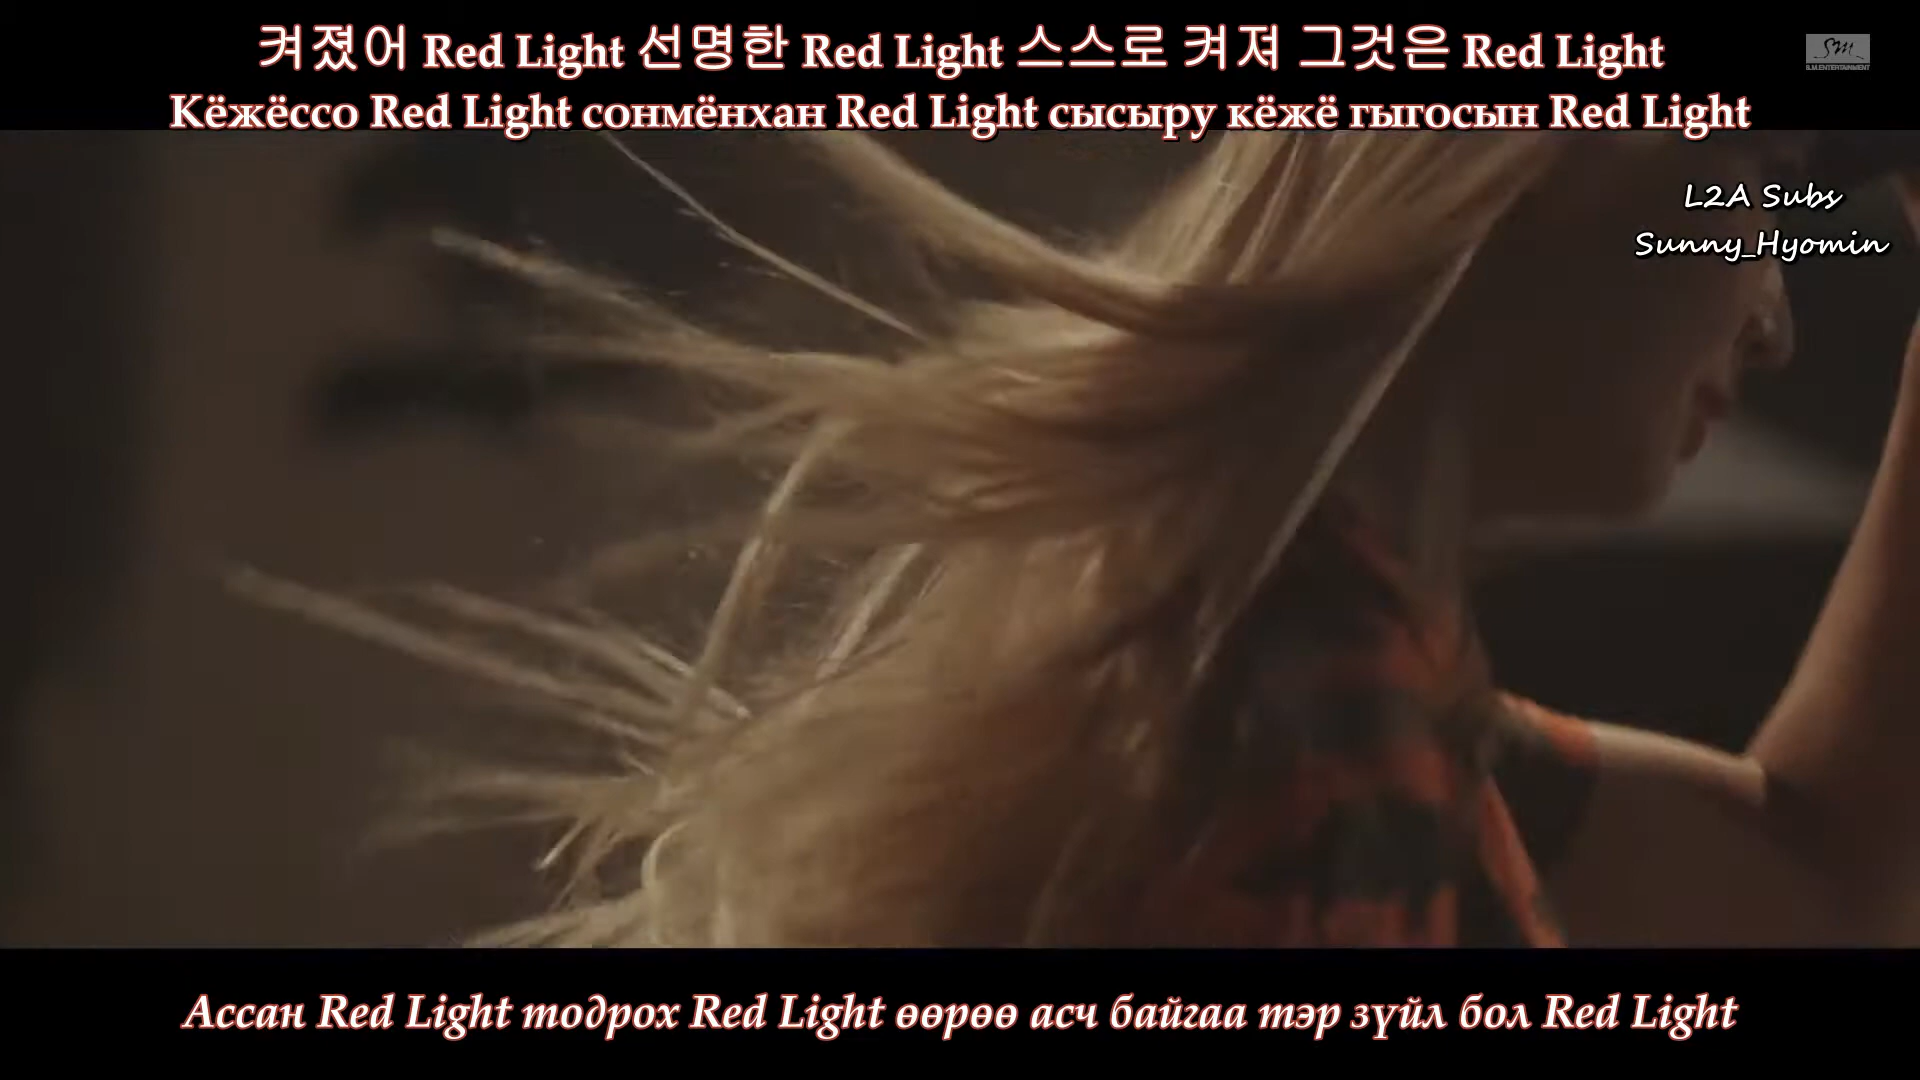 켜졌어 Red Light 선명한 Red Light 스스로 켜져 그것은 Red Light
Кёжёссо Red Light сонмёнхан Red Light сысыру кёжё гыгосын Red Light
SM
S.M.ENTERTAINMENT
L2A Subs
Sunny_Hyomin
Ассан Red Light тодрох Red Light өөрөө асч байгаа тэр зүйл бол Red Light